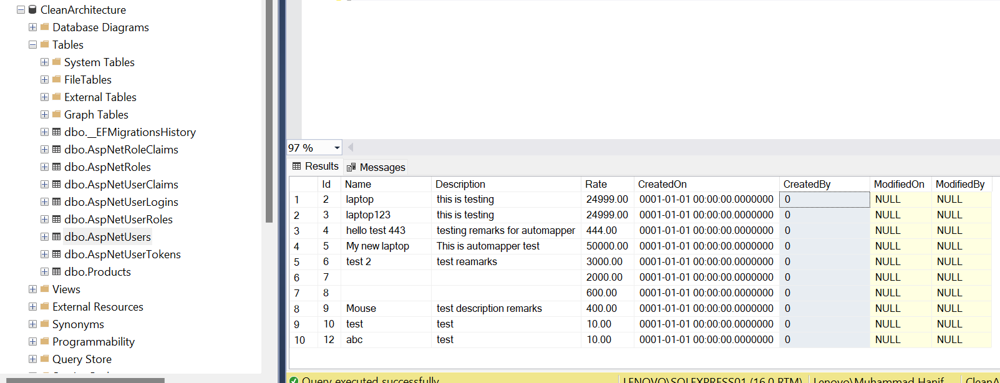 CleanArchitecture
Database Diagrams
Tables
System Tables
FileTables
External Tables
Graph Tables
dbo.__EFMigrationsHistory
dbo.AspNetRoleClaims
dbo.AspNetRoles
dbo.AspNetUserClaims
dbo.AspNetUserLogins
dbo.AspNetUserRoles
dbo.AspNetUsers
dbo.AspNetUserTokens
dbo.Products
Views
External Resources
Synonyms
Programmability
Query Store
97 %
Results Messages
Id Name Description Rate CreatedOn CreatedBy ModifiedOn ModifiedBy
1 2 laptop this is testing 24999.00 0001-01-01 00:00:00.0000000 0 NULL NULL
2 3 laptop123 this is testing 24999.00 0001-01-01 00:00:00.0000000 0 NULL NULL
3 4 hello test 443 testing remarks for automapper 444.00 0001-01-01 00:00:00.0000000 0 NULL NULL
4 5 My new laptop This is automapper test 50000.00 0001-01-01 00:00:00.0000000 0 NULL NULL
5 6 test 2 test reamarks 3000.00 0001-01-01 00:00:00.0000000 0 NULL NULL
6 7 2000.00 0001-01-01 00:00:00.0000000 0 NULL NULL
7 8 600.00 0001-01-01 00:00:00.0000000 0 NULL NULL
8 9 Mouse test description remarks 400.00 0001-01-01 00:00:00.0000000 0 NULL NULL
9 10 test test 10.00 0001-01-01 00:00:00.0000000 0 NULL NULL
10 12 abc test 10.00 0001-01-01 00:00:00.0000000 0 NULL NULL
Query executed successfully LENOVO\SQLEXPRESS01 (16.0 RTM) Lenovo\Muhammad Hanif CleanA